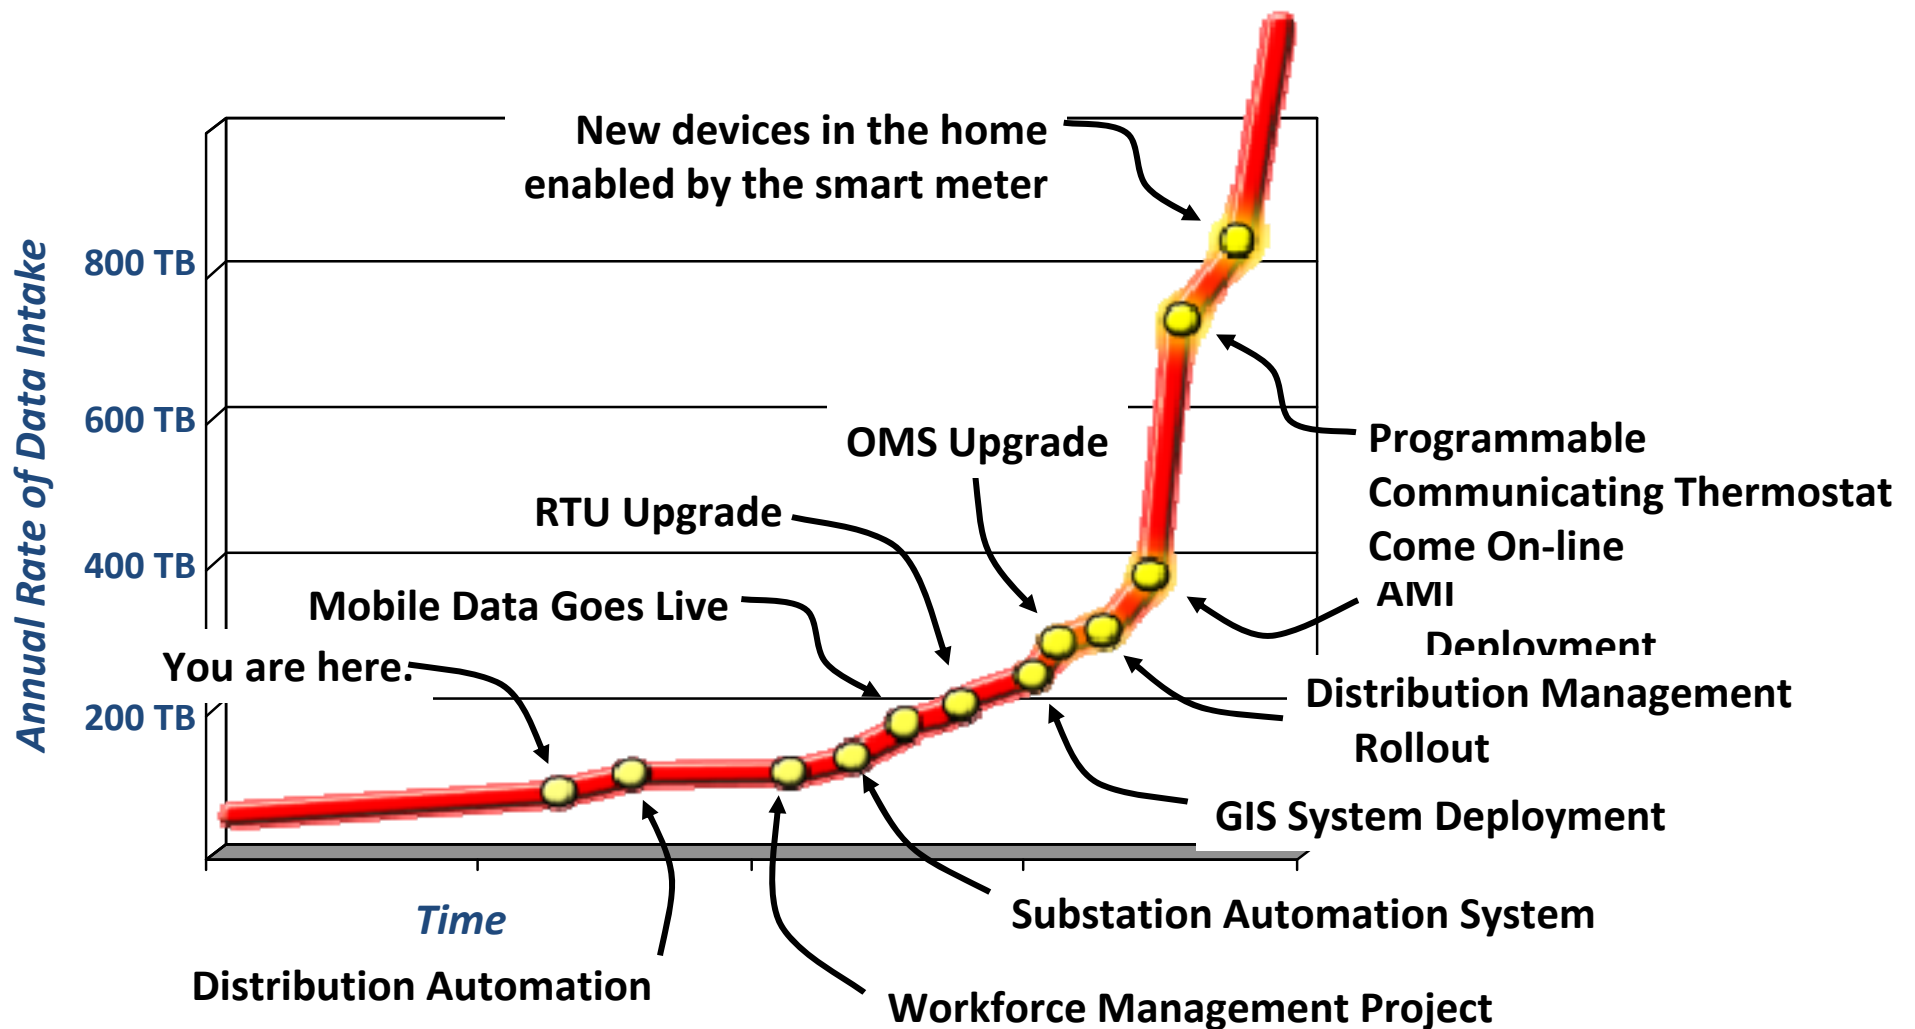 New devices in the home
enabled by the smart meter
800 TB
600 TB
400 TB
200 TB
Annual Rate of Data Intake
OMS Upgrade
RTU Upgrade
Mobile Data Goes Live
You are here.
Programmable
Communicating Thermostat
Come On-line
AMI
Deployment
Distribution Management
Rollout
GIS System Deployment
Substation Automation System
Time
Distribution Automation
Workforce Management Project